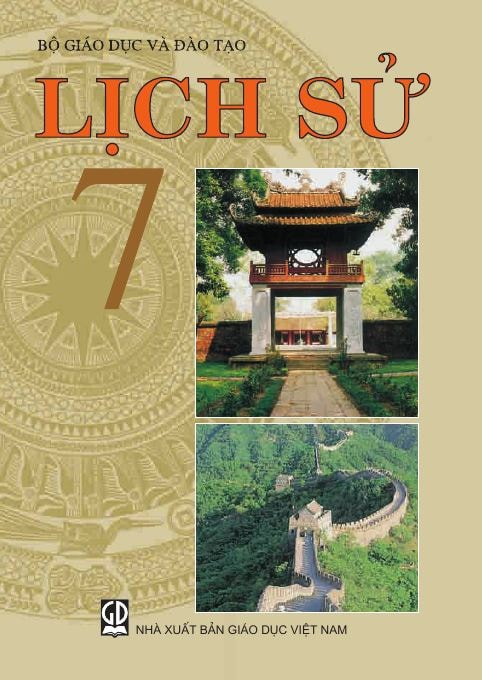 BỘ GIÁO DỤC VÀ ĐÀO TẠO
LỊCH SỬ
7
GD
NHÀ XUẤT BẢN GIÁO DỤC VIỆT NAM